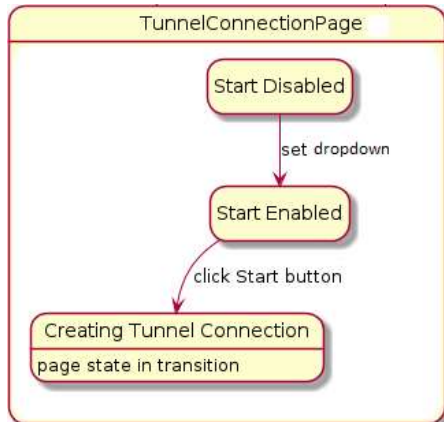 TunnelConnectionPage
Start Disabled
set dropdown
Start Enabled
click Start button
Creating Tunnel Connection
page state in transition